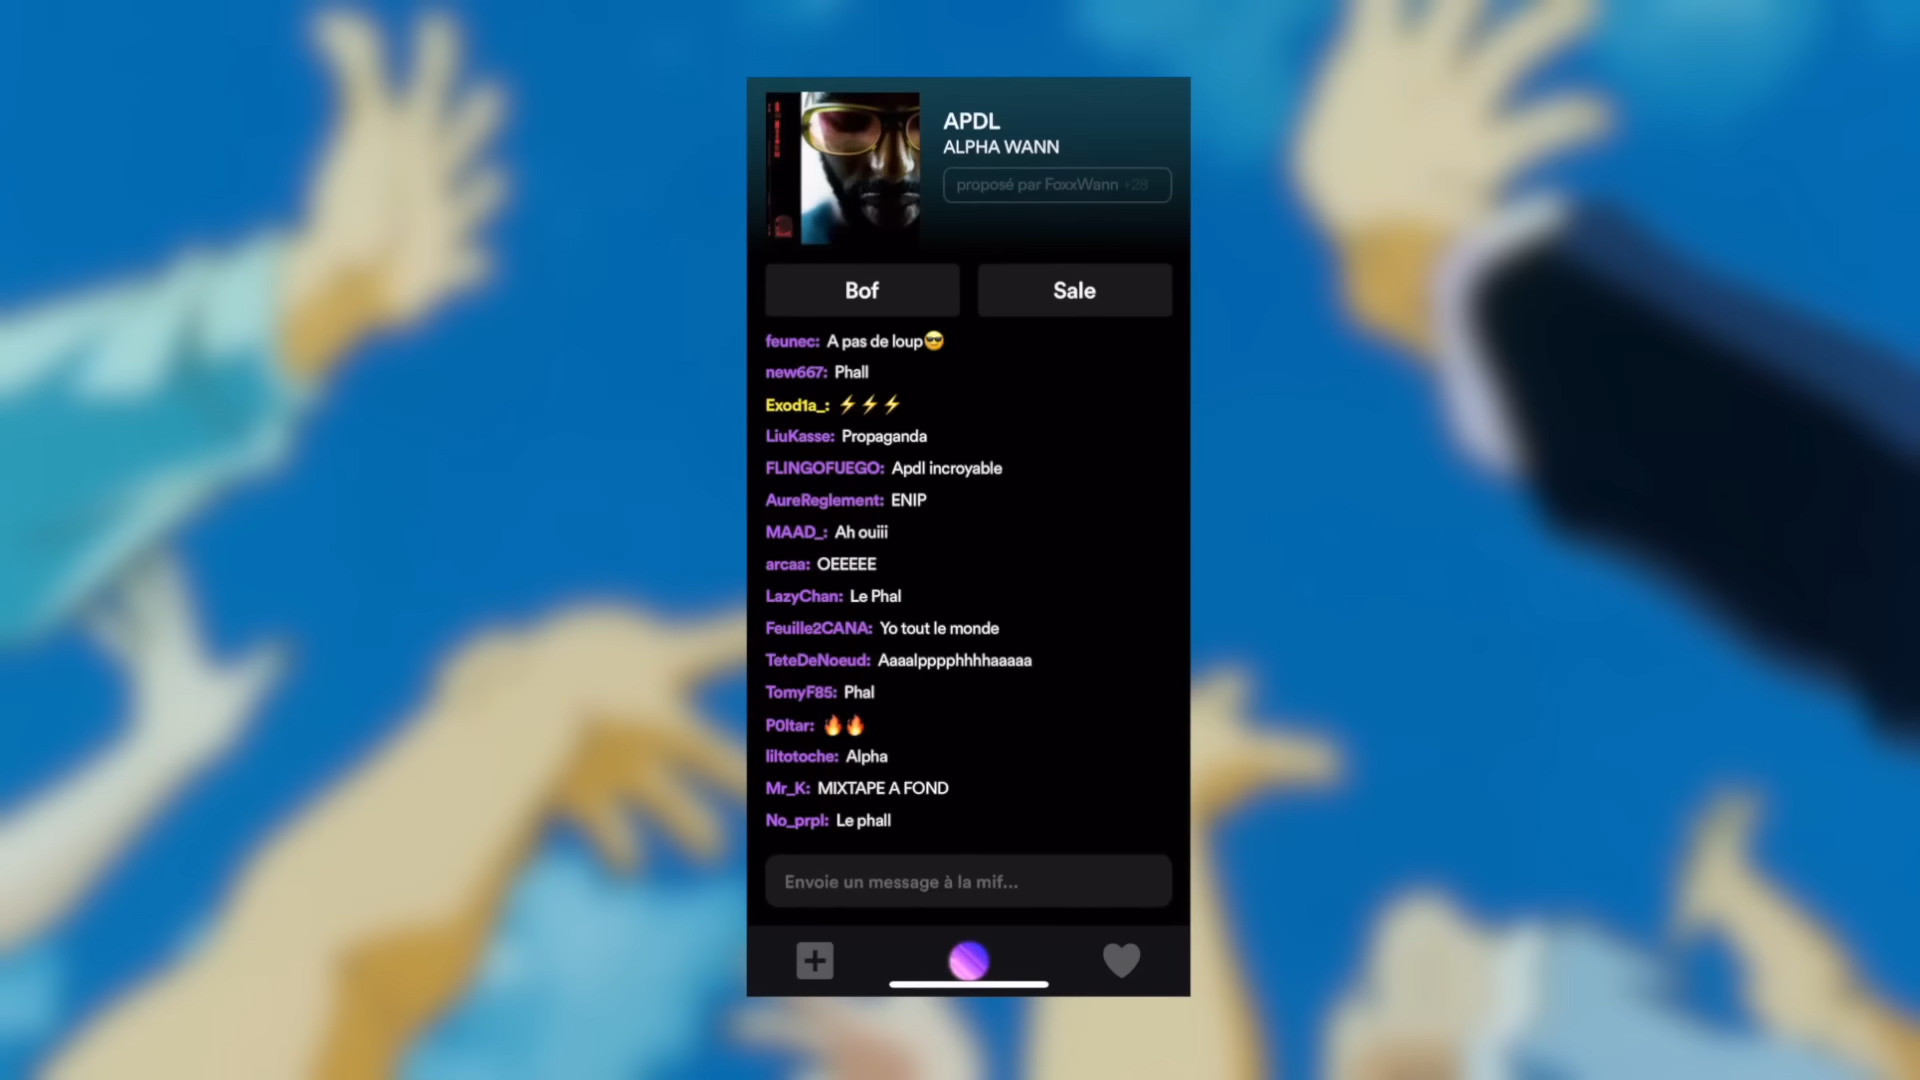 APDL
ALPHA WANN
proposé par FoxxWann +28
Bof
Sale
feunec: A pas de loup😎
new667: Phall
Exod1a_: ⚡⚡⚡
LiuKasse: Propaganda
FLINGOFUEGO: Apdl incroyable
AureReglement: ENIP
MAAD_: Ah ouiii
arcaa: OEEEEE
LazyChan: Le Phal
Feuille2CANA: Yo tout le monde
TeteDeNoeud: Aaaalpppphhhhaaaaa
TomyF85: Phal
P0ltar: 🔥🔥
liltotoche: Alpha
Mr_K: MIXTAPE A FOND
No_prpl: Le phall
Envoie un message à la mif...